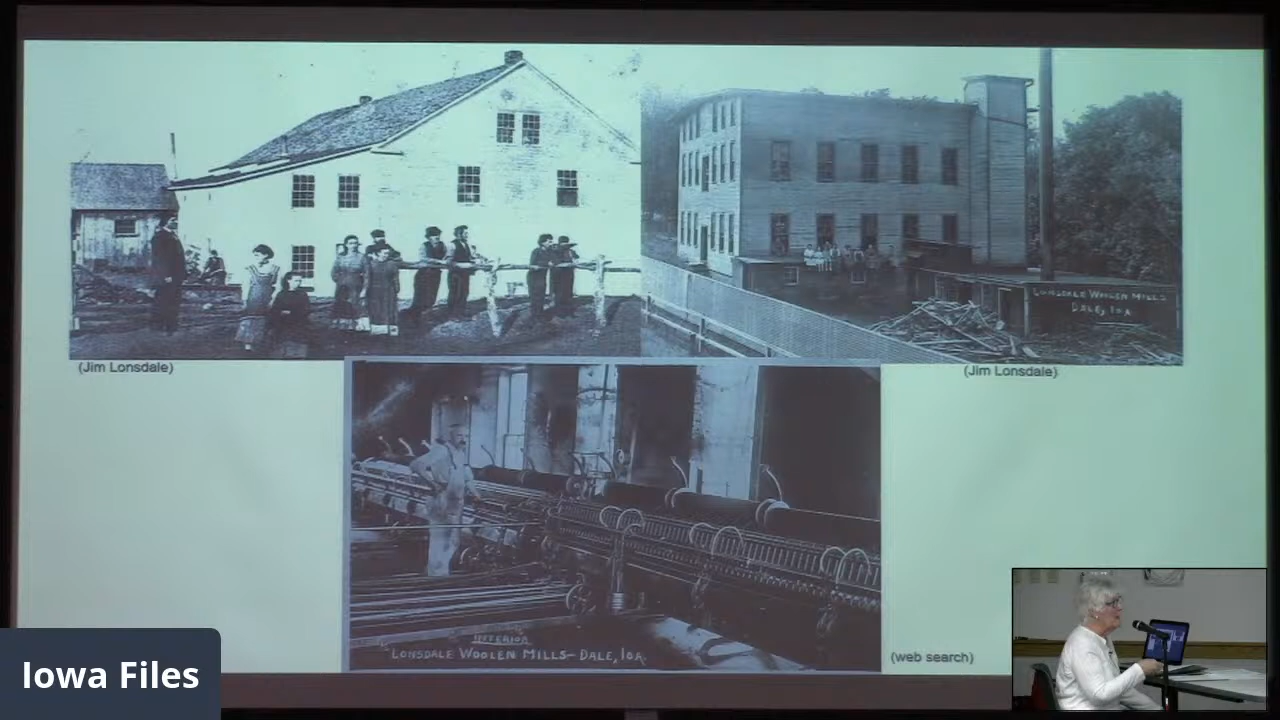 LONSDALE WOOLEN MILLS
DALE, IOA
(Jim Lonsdale)
(Jim Lonsdale)
INTERIOR
LONSDALE WOOLEN MILLS—DALE, IOA.
(web search)
Iowa Files